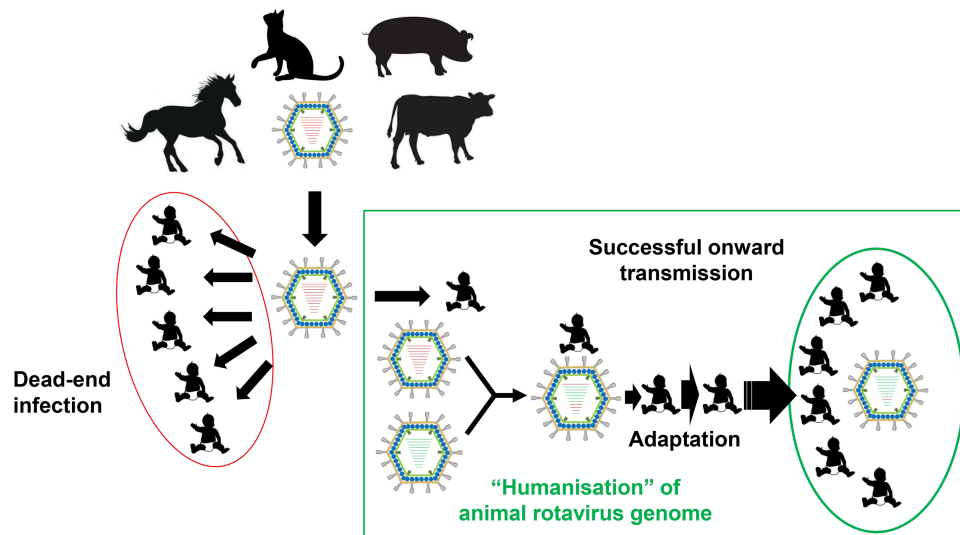 Successful onward
transmission
Dead-end
infection
Adaptation
“Humanisation” of
animal rotavirus genome